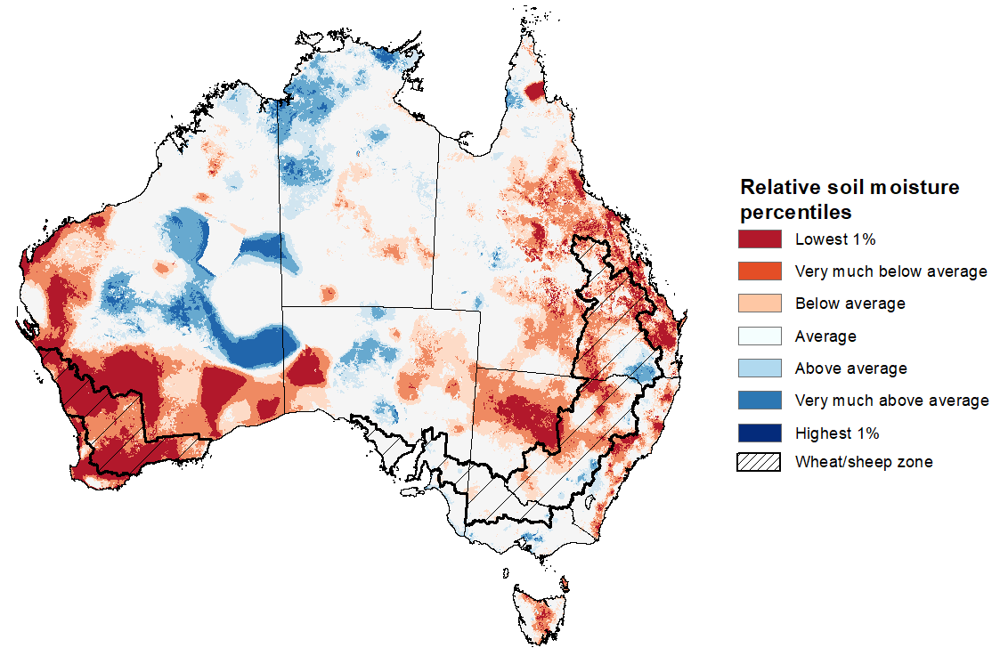 Relative soil moisture
percentiles
Lowest 1%
Very much below average
Below average
Average
Above average
Very much above average
Highest 1%
Wheat/sheep zone